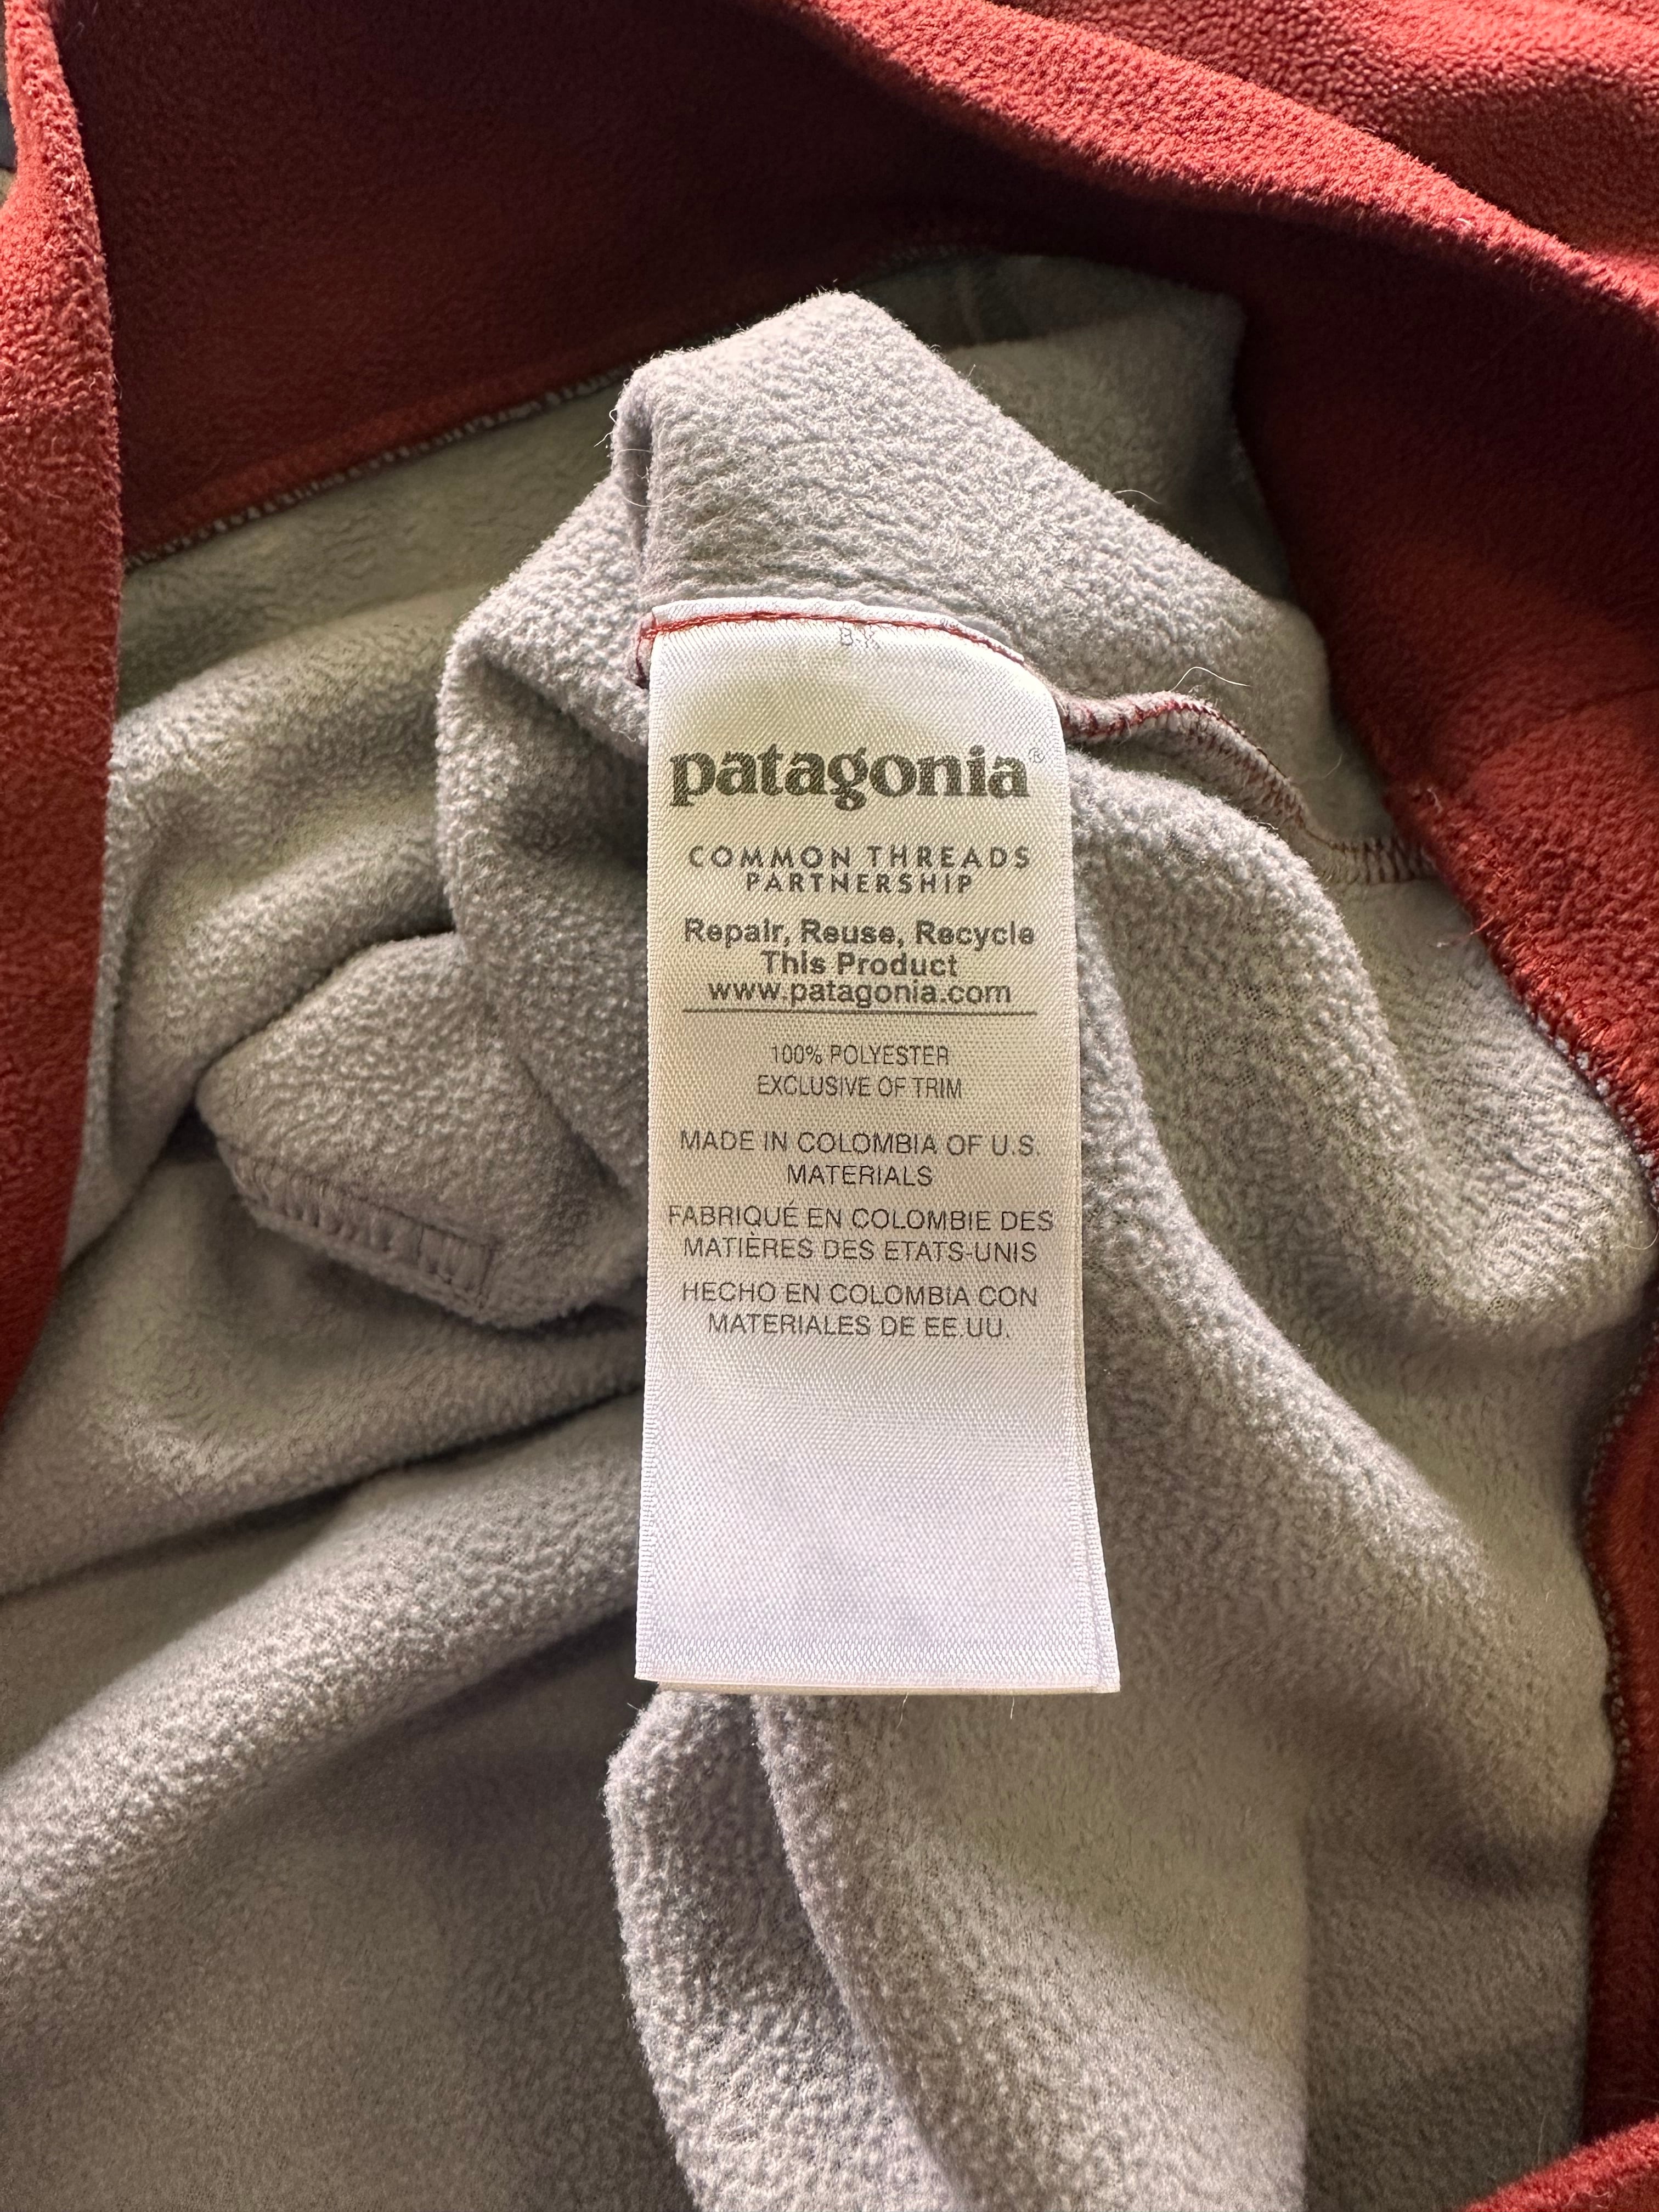 B-K
patagonia®
COMMON THREADS
PARTNERSHIP
Repair, Reuse, Recycle
This Product
www.patagonia.com
100% POLYESTER
EXCLUSIVE OF TRIM
MADE IN COLOMBIA OF U.S.
MATERIALS
FABRIQUÉ EN COLOMBIE DES
MATIÈRES DES ETATS-UNIS
HECHO EN COLOMBIA CON
MATERIALES DE EE.UU.